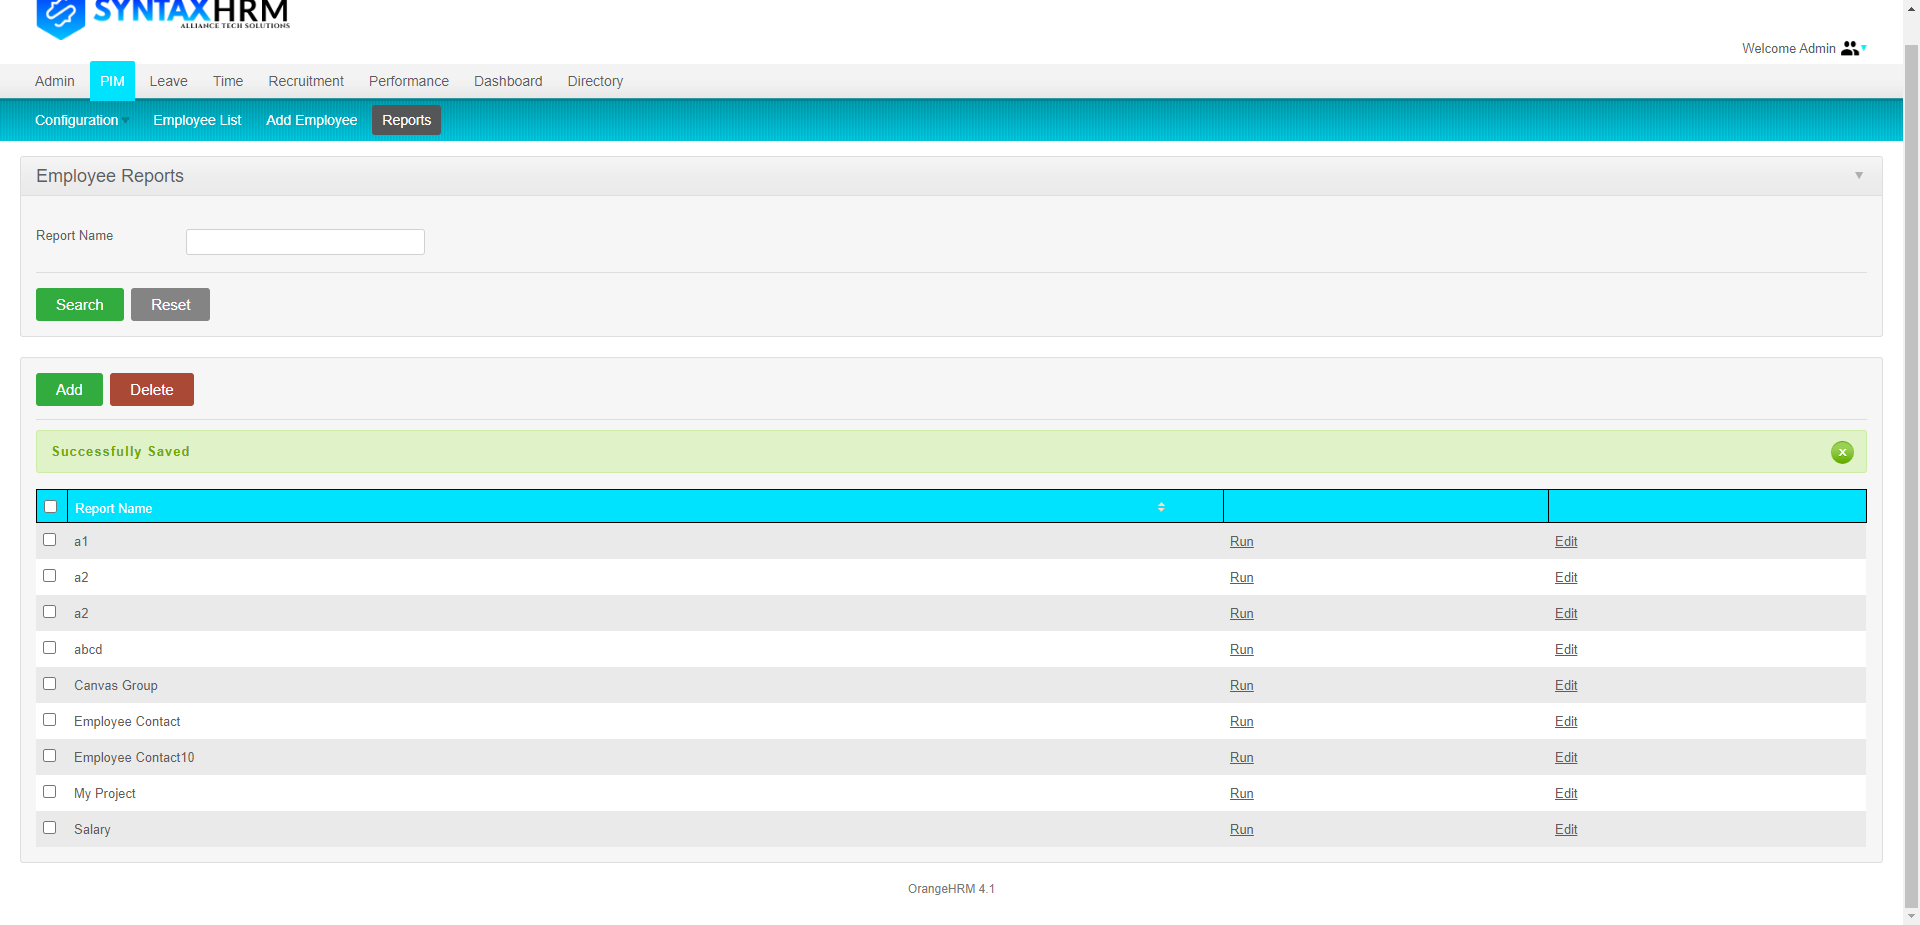 SYNTAXHRM
ALLIANCE TECH SOLUTIONS
Welcome Admin
Admin PIM Leave Time Recruitment Performance Dashboard Directory
Configuration Employee List Add Employee Reports
Employee Reports
Report Name
Search Reset
Add Delete
Successfully Saved x
Report Name
a1 Run Edit
a2 Run Edit
a2 Run Edit
abcd Run Edit
Canvas Group Run Edit
Employee Contact Run Edit
Employee Contact10 Run Edit
My Project Run Edit
Salary Run Edit
OrangeHRM 4.1